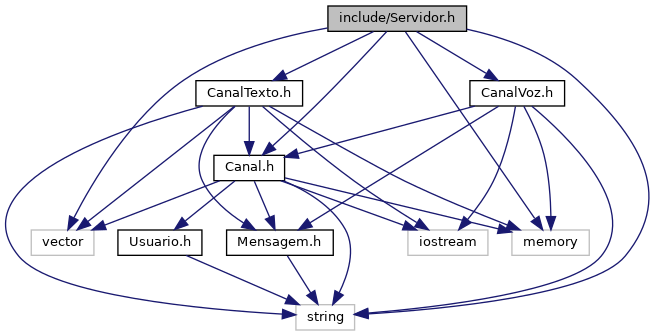 include/Servidor.h
CanalTexto.h
CanalVoz.h
Canal.h
vector
Usuario.h
Mensagem.h
iostream
memory
string